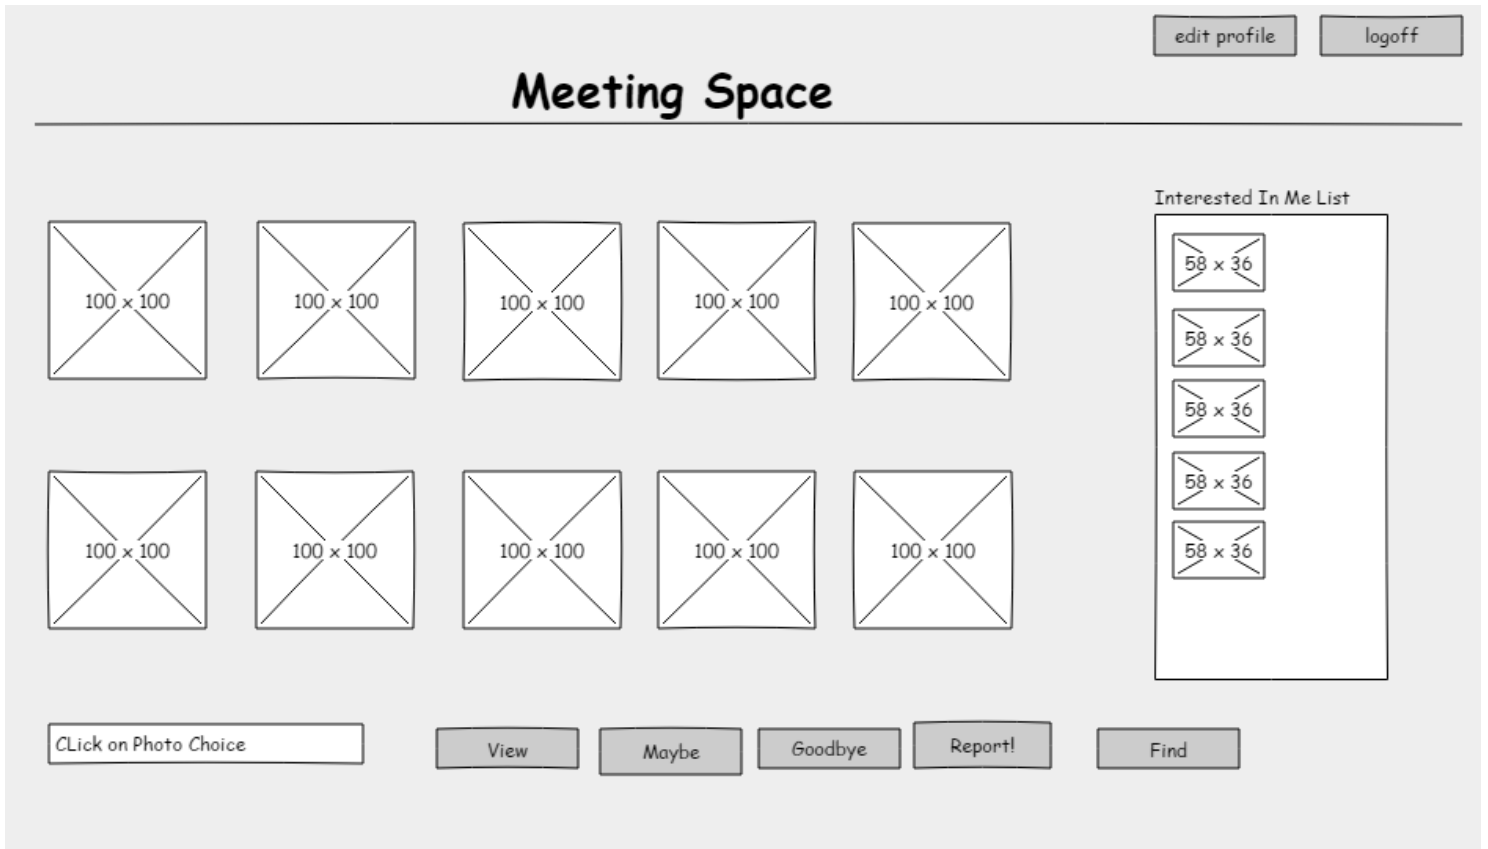 edit profile
logoff
Meeting Space
Interested In Me List
100 x 100
100 x 100
100 x 100
100 x 100
100 x 100
58 x 36
58 x 36
58 x 36
58 x 36
58 x 36
100 x 100
100 x 100
100 x 100
100 x 100
100 x 100
CLick on Photo Choice
View
Maybe
Goodbye
Report!
Find